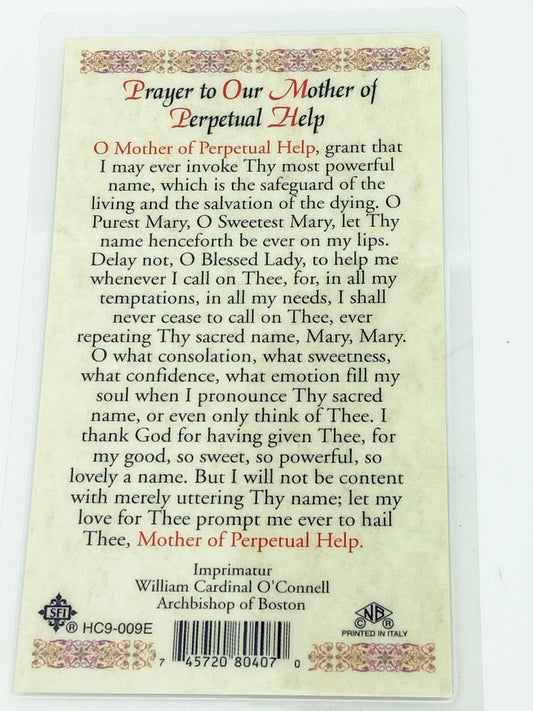 Prayer to Our Mother of
Perpetual Help
O Mother of Perpetual Help, grant that
I may ever invoke Thy most powerful
name, which is the safeguard of the
living and the salvation of the dying. O
Purest Mary, O Sweetest Mary, let Thy
name henceforth be ever on my lips.
Delay not, O Blessed Lady, to help me
whenever I call on Thee, for, in all my
temptations, in all my needs, I shall
never cease to call on Thee, ever
repeating Thy sacred name, Mary, Mary.
O what consolation, what sweetness,
what confidence, what emotion fill my
soul when I pronounce Thy sacred
name, or even only think of Thee. I
thank God for having given Thee, for
my good, so sweet, so powerful, so
lovely a name. But I will not be content
with merely uttering Thy name; let my
love for Thee prompt me ever to hail
Thee, Mother of Perpetual Help.
Imprimatur
William Cardinal O'Connell
Archbishop of Boston
SFI ® HC9-009E
C NB R
PRINTED IN ITALY
7 45720 80407 0